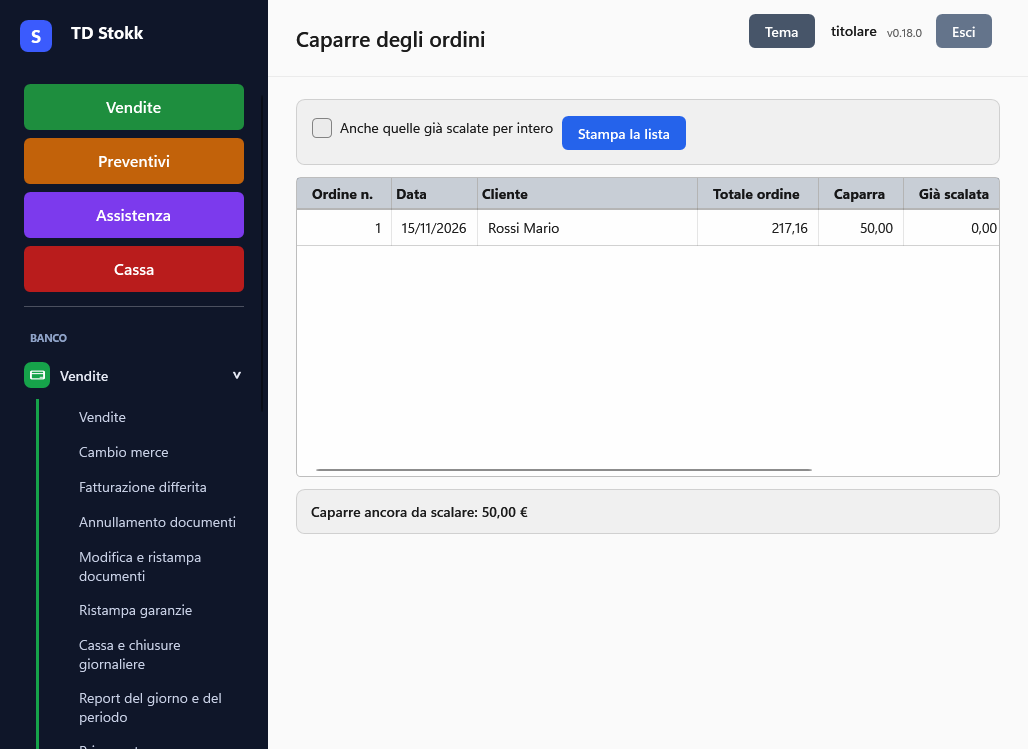 S
TD Stokk
Vendite
Preventivi
Assistenza
Cassa
BANCO
Vendite
Vendite
Cambio merce
Fatturazione differita
Annullamento documenti
Modifica e ristampa
documenti
Ristampa garanzie
Cassa e chiusure
giornaliere
Report del giorno e del
periodo
Caparre degli ordini
Tema
titolare
v0.18.0
Esci
Anche quelle già scalate per intero
Stampa la lista
Ordine n. Data Cliente Totale ordine Caparra Già scalata
1 15/11/2026 Rossi Mario 217,16 50,00 0,00
Caparre ancora da scalare: 50,00 €